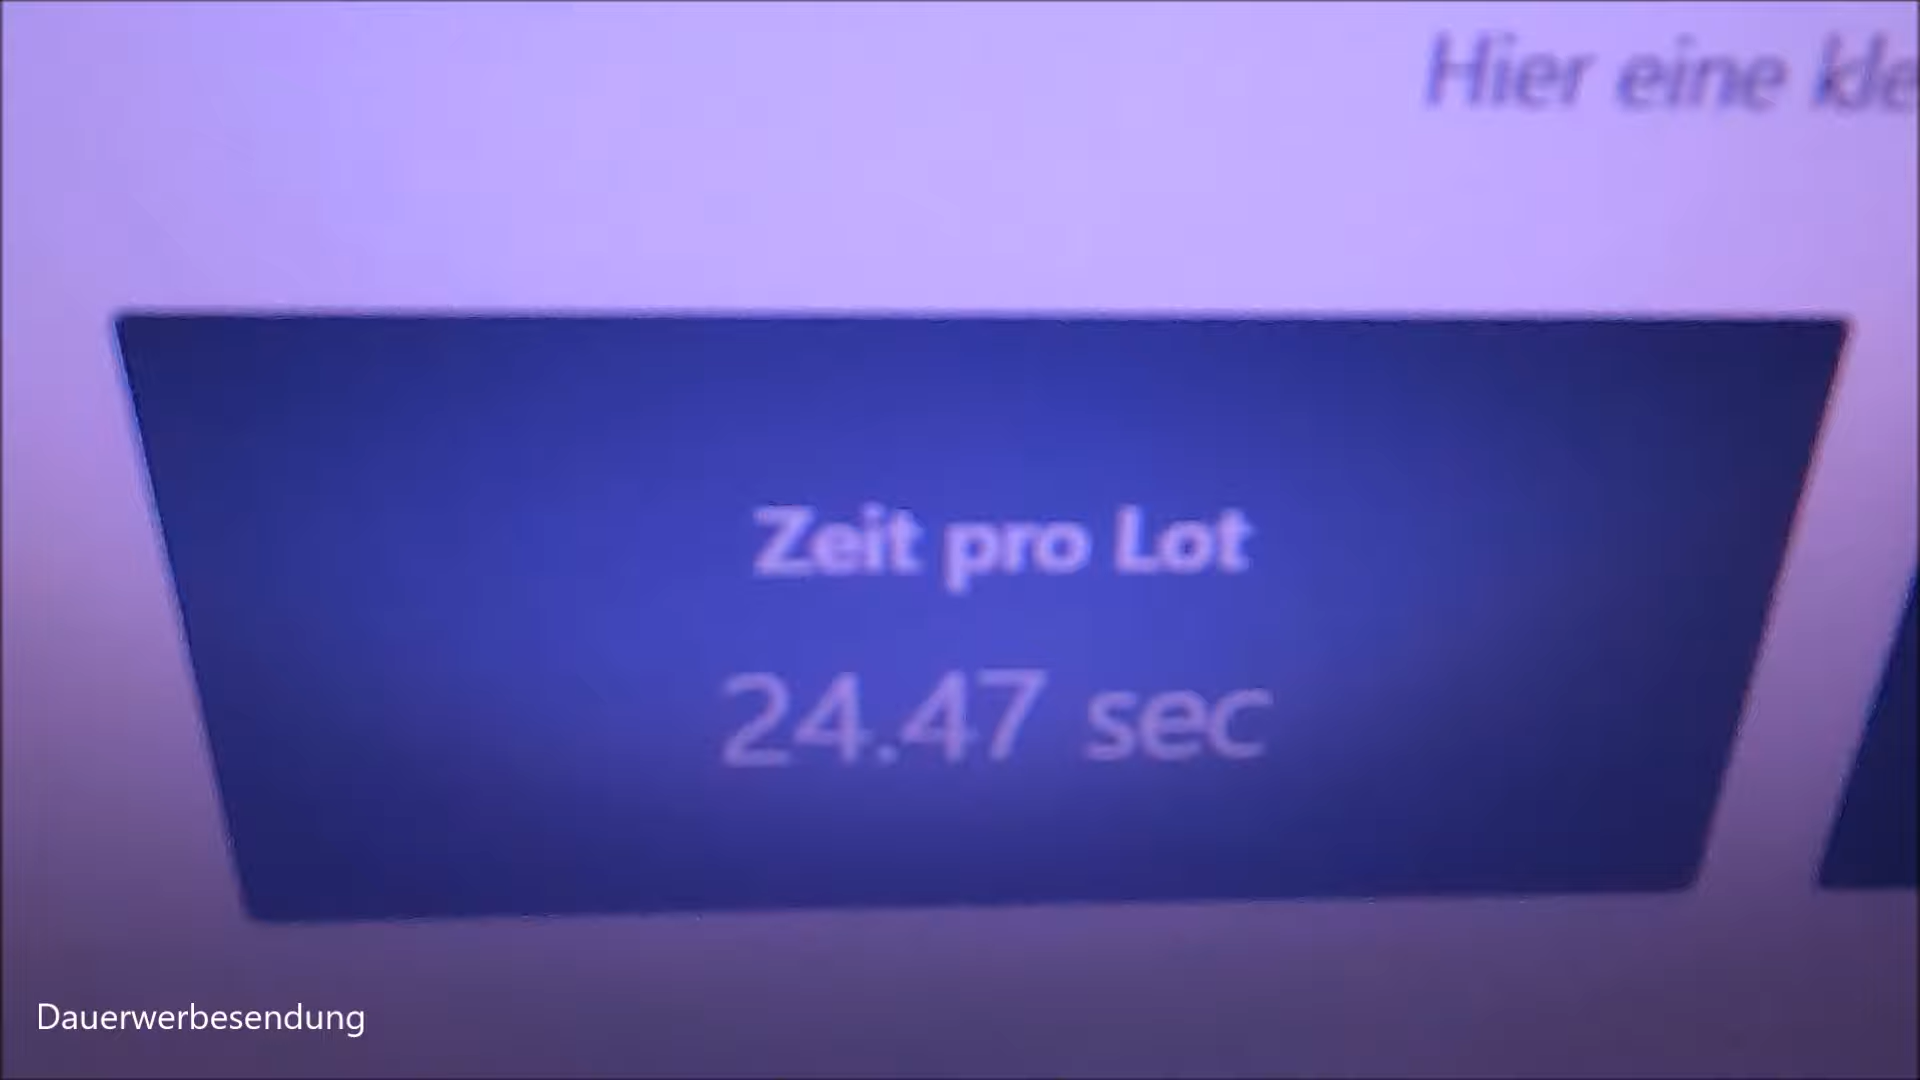 Hier eine
Zeit pro Lot
24.47 sec
Dauerwerbesendung